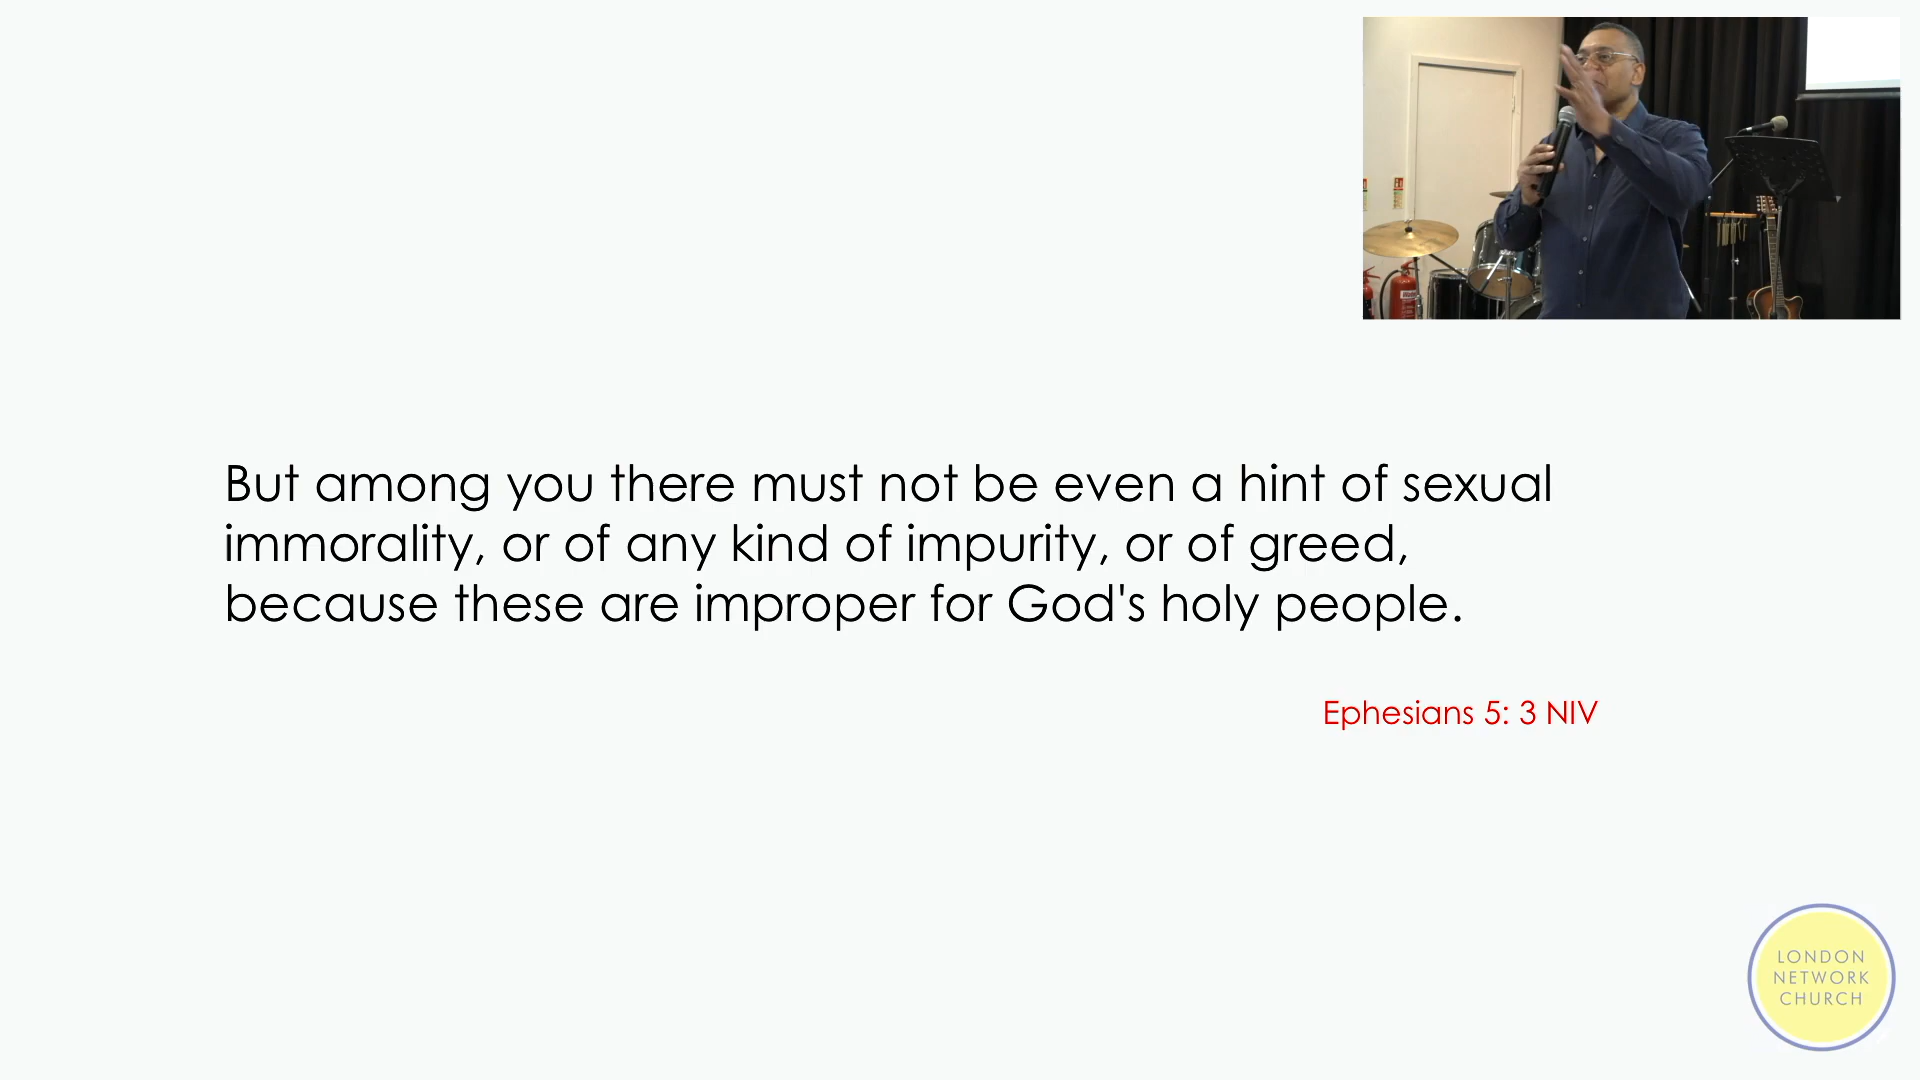 But among you there must not be even a hint of sexual
immorality, or of any kind of impurity, or of greed,
because these are improper for God's holy people.
Ephesians 5: 3 NIV
LONDON
NETWORK
CHURCH